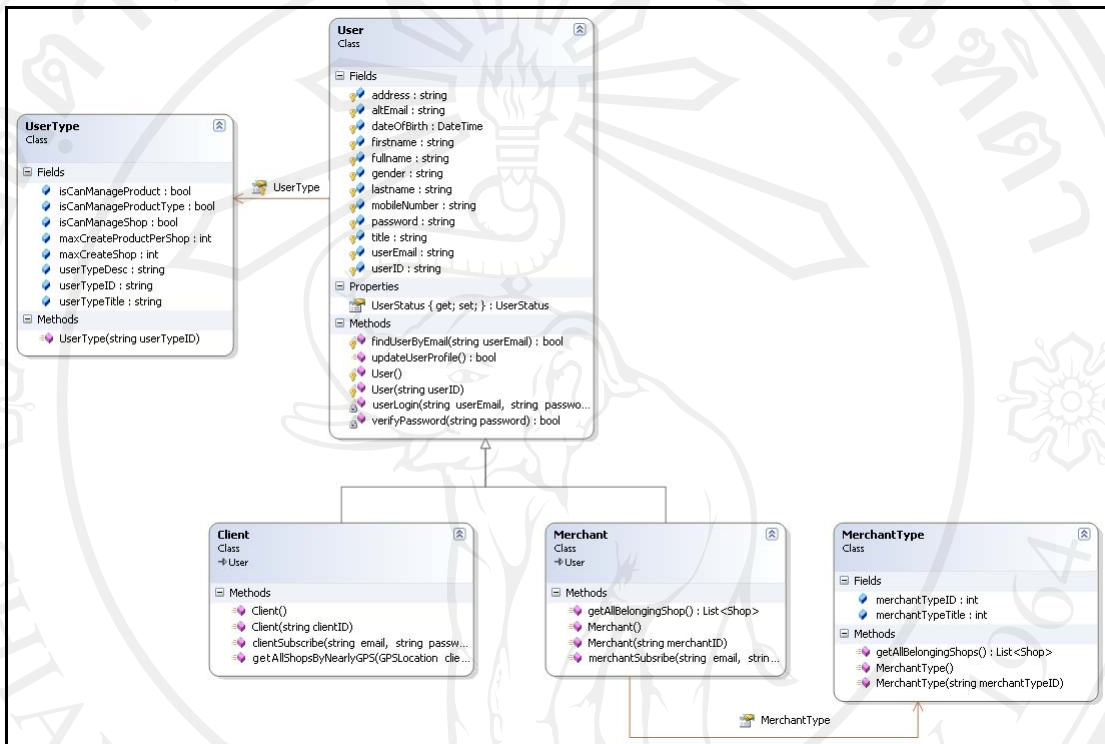 User
Class
Fields
address : string
altEmail : string
dateOfBirth : DateTime
firstname : string
fullname : string
gender : string
lastname : string
mobileNumber : string
password : string
title : string
userEmail : string
userID : string
Properties
UserStatus { get; set; } : UserStatus
Methods
findUserByEmail(string userEmail) : bool
updateUserProfile() : bool
User()
User(string userID)
userLogin(string userEmail, string passwo...
verifyPassword(string password) : bool
UserType
Class
Fields
isCanManageProduct : bool
isCanManageProductType : bool
isCanManageShop : bool
maxCreateProductPerShop : int
maxCreateShop : int
userTypeDesc : string
userTypeID : string
userTypeTitle : string
Methods
UserType(string userTypeID)
UserType
Client
Class
User
Methods
Client()
Client(string clientID)
clientSubscribe(string email, string passw...
getAllShopsByNearlyGPS(GPSLocation clie...
Merchant
Class
User
Methods
getAllBelongingShop() : List<Shop>
Merchant()
Merchant(string merchantID)
merchantSubsribe(string email, strin...
MerchantType
Class
Fields
merchantTypeID : int
merchantTypeTitle : int
Methods
getAllBelongingShops() : List<Shop>
MerchantType()
MerchantType(string merchantTypeID)
MerchantType
1964